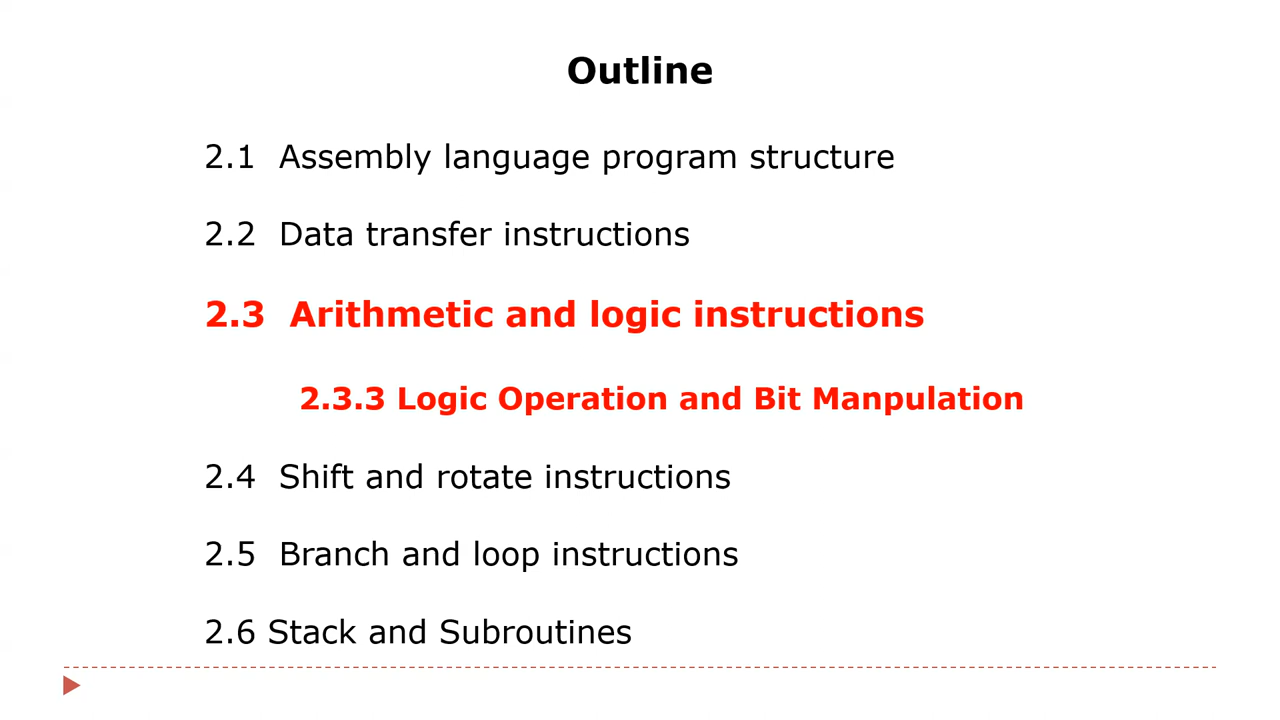 Outline
2.1 Assembly language program structure
2.2 Data transfer instructions
2.3 Arithmetic and logic instructions
2.3.3 Logic Operation and Bit Manpulation
2.4 Shift and rotate instructions
2.5 Branch and loop instructions
2.6 Stack and Subroutines